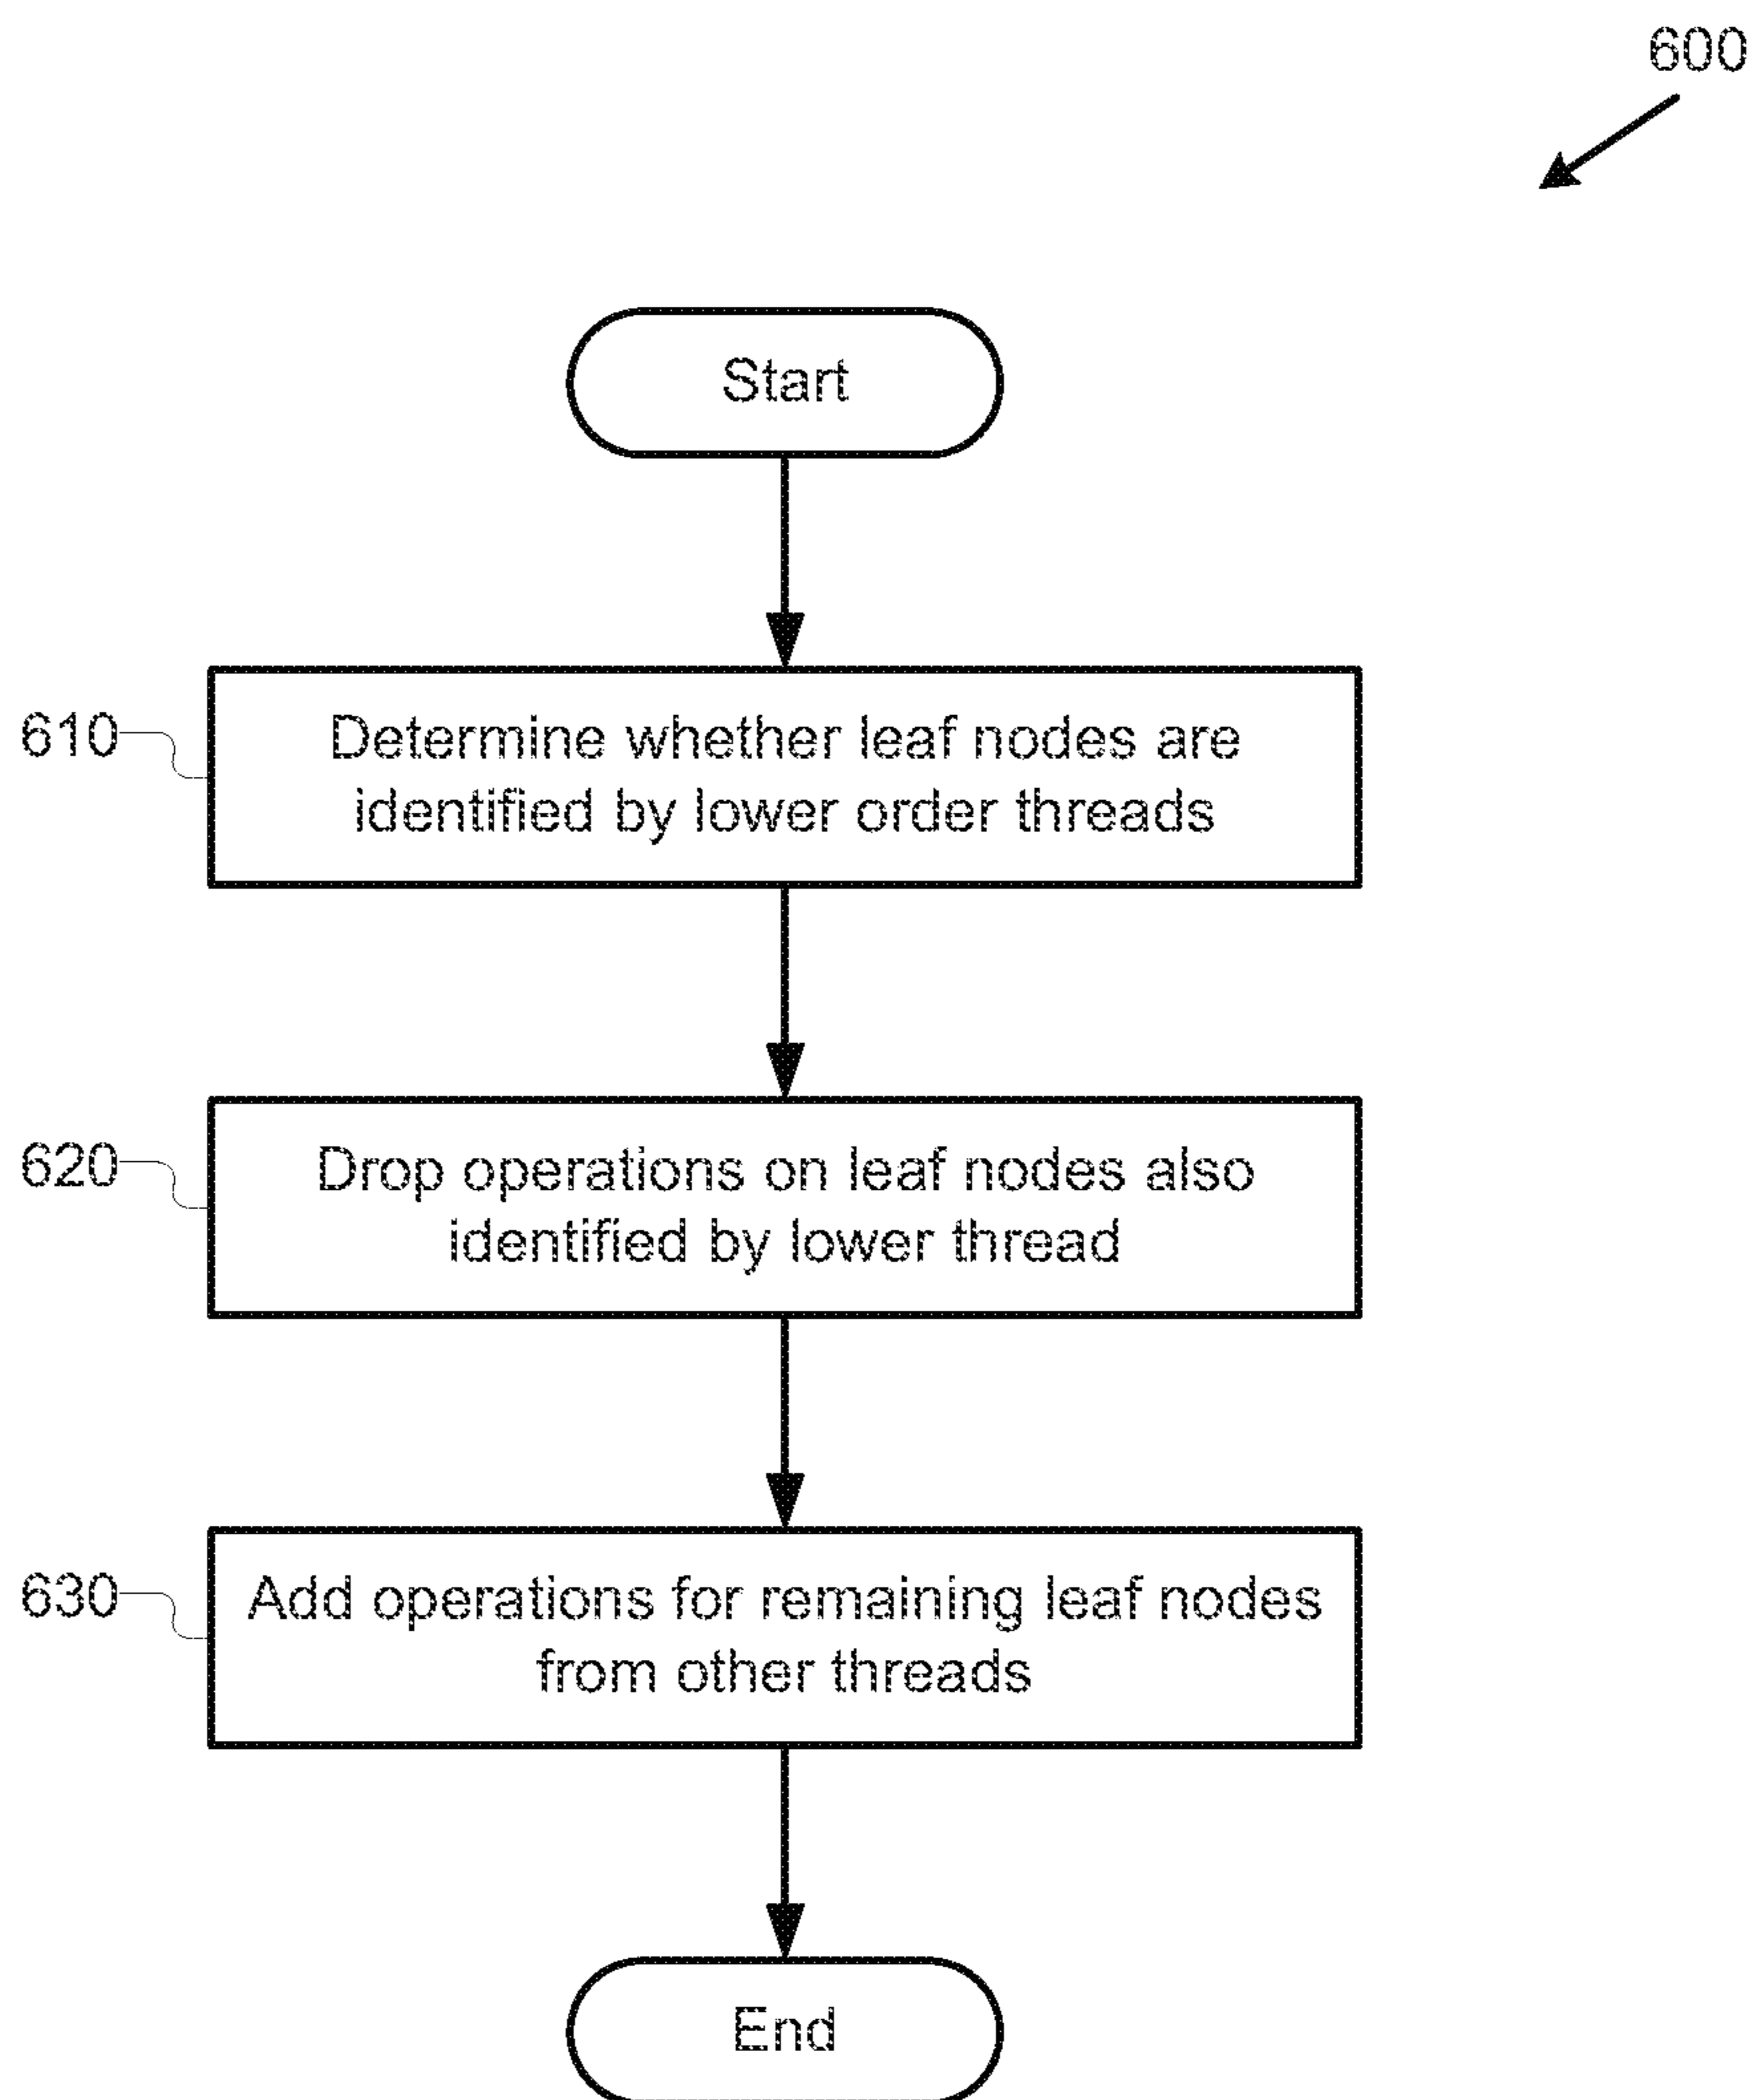 600
Start
610
Determine whether leaf nodes are
identified by lower order threads
620
Drop operations on leaf nodes also
identified by lower thread
630
Add operations for remaining leaf nodes
from other threads
End